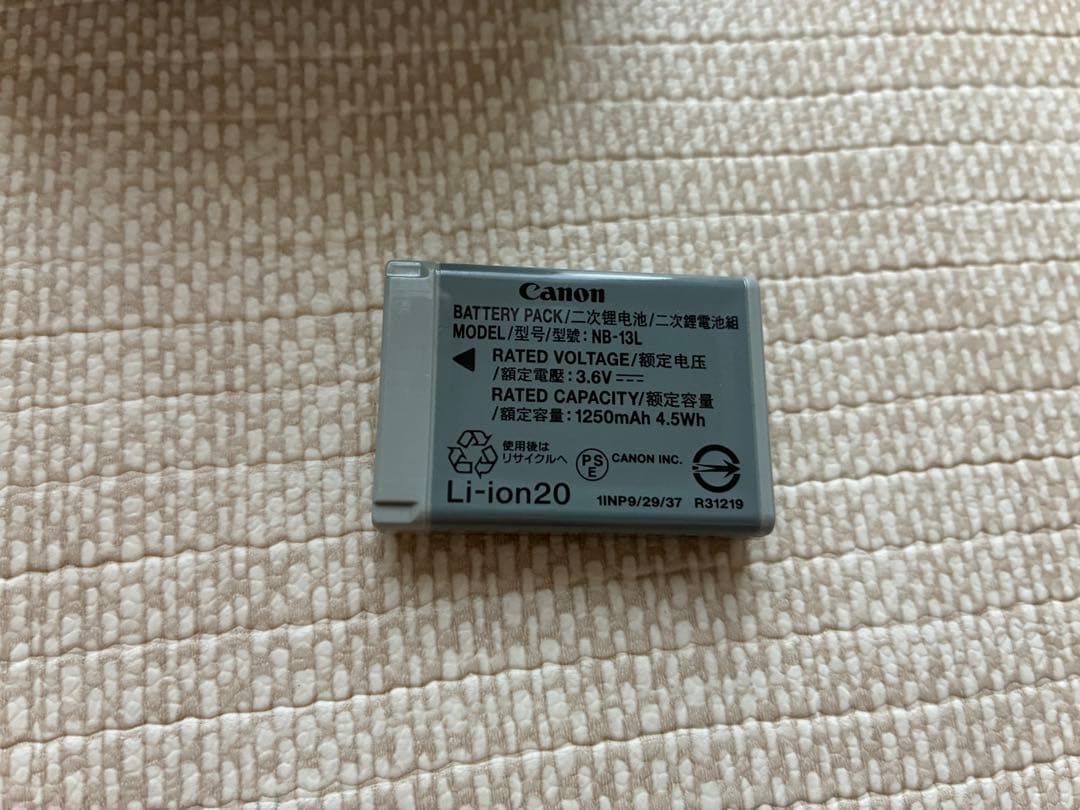 Canon
BATTERY PACK/二次锂电池/二次鋰電池組
MODEL/型号/型號：NB-13L
RATED VOLTAGE/额定电压
/額定電壓：3.6V
RATED CAPACITY/额定容量
/額定容量：1250mAh 4.5Wh
使用後は
リサイクルへ
PS
E
CANON INC.
Li-ion20
1INP9/29/37
R31219